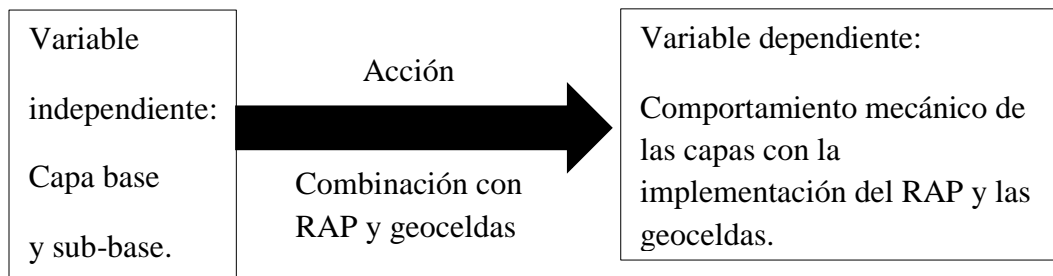 Variable
independiente:
Capa base
y sub-base.
Acción
Combinación con
RAP y geoceldas
Variable dependiente:
Comportamiento mecánico de
las capas con la
implementación del RAP y las
geoceldas.